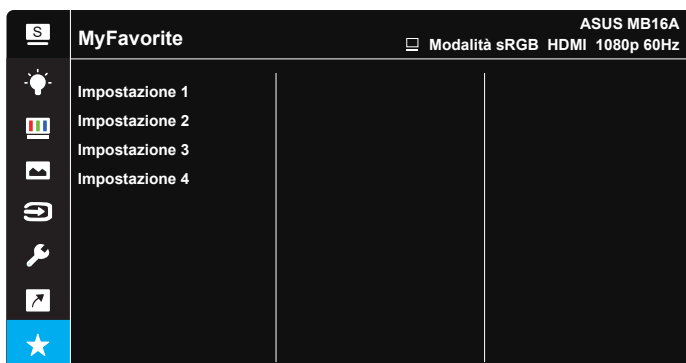 S
MyFavorite
ASUS MB16A
Modalità sRGB HDMI 1080p 60Hz
Impostazione 1
Impostazione 2
Impostazione 3
Impostazione 4